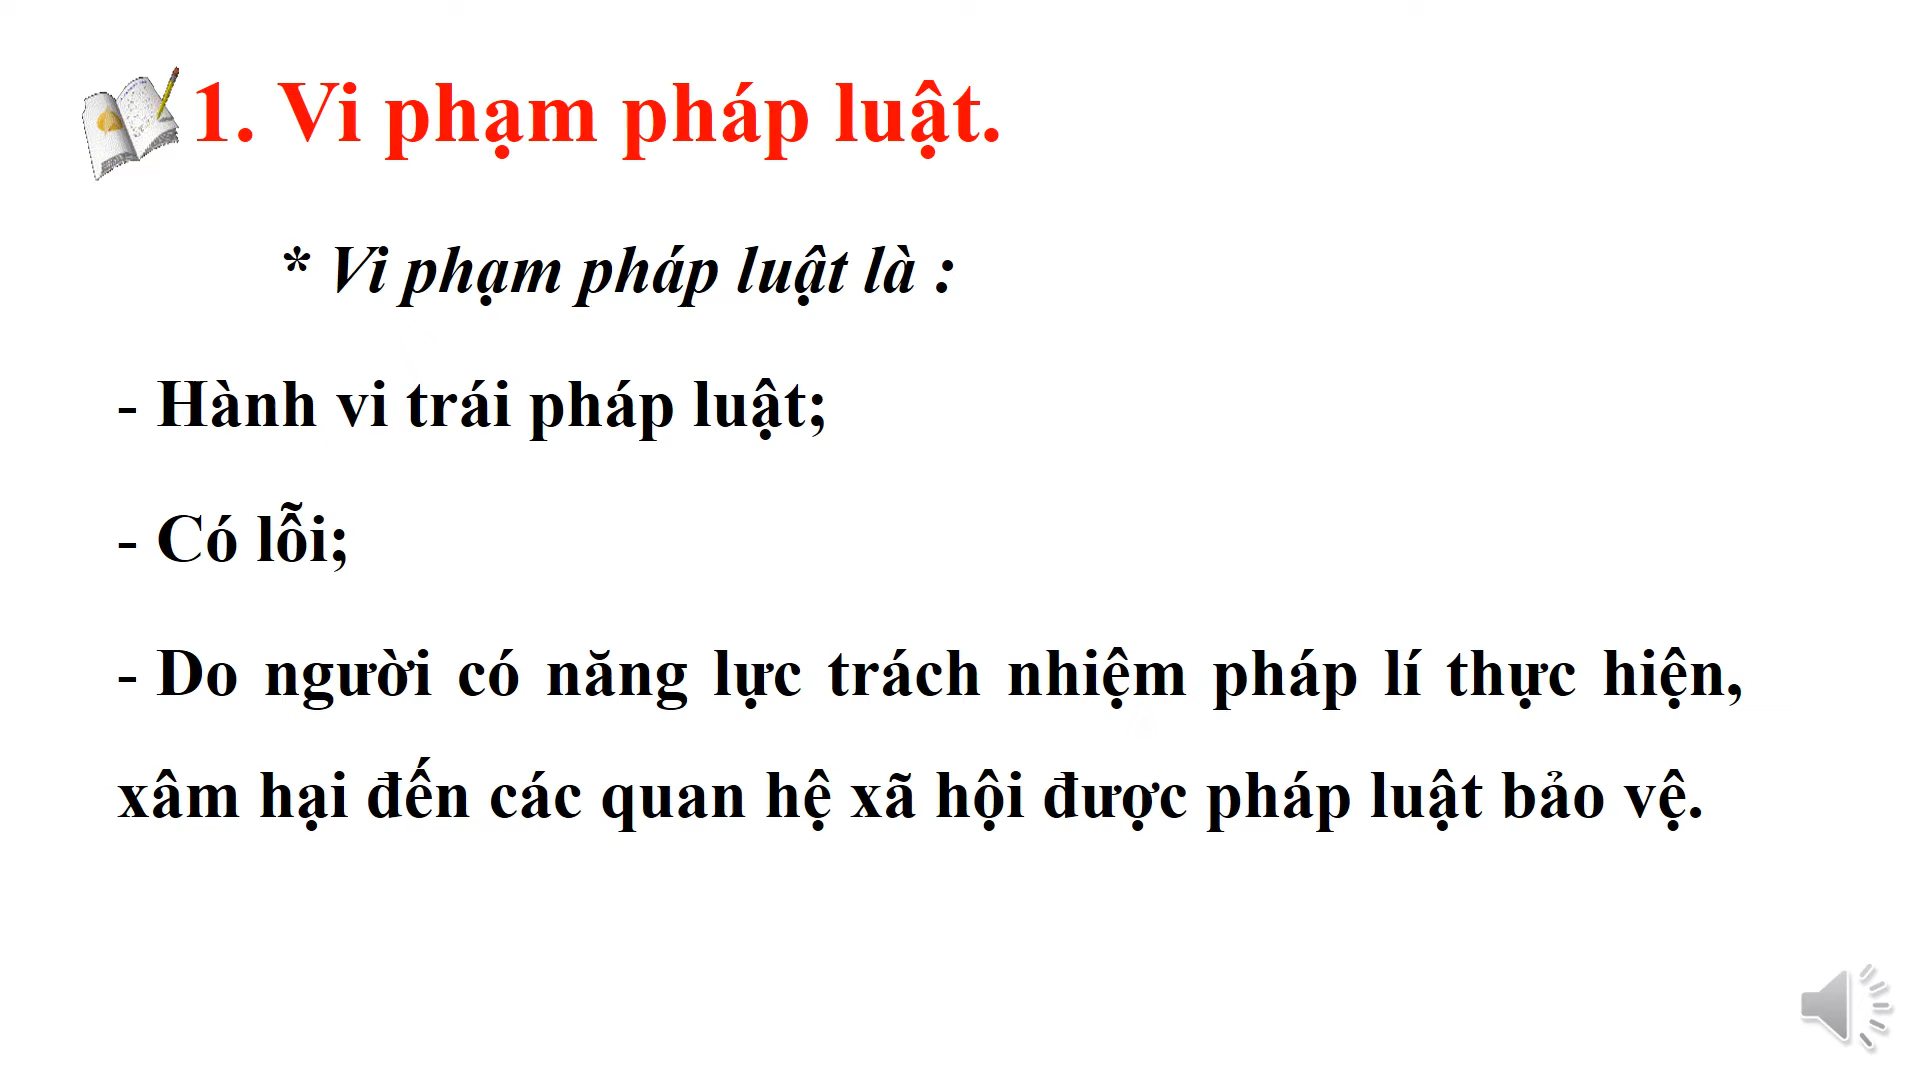 1. Vi phạm pháp luật.
* Vi phạm pháp luật là :
- Hành vi trái pháp luật;
- Có lỗi;
- Do người có năng lực trách nhiệm pháp lí thực hiện,
xâm hại đến các quan hệ xã hội được pháp luật bảo vệ.